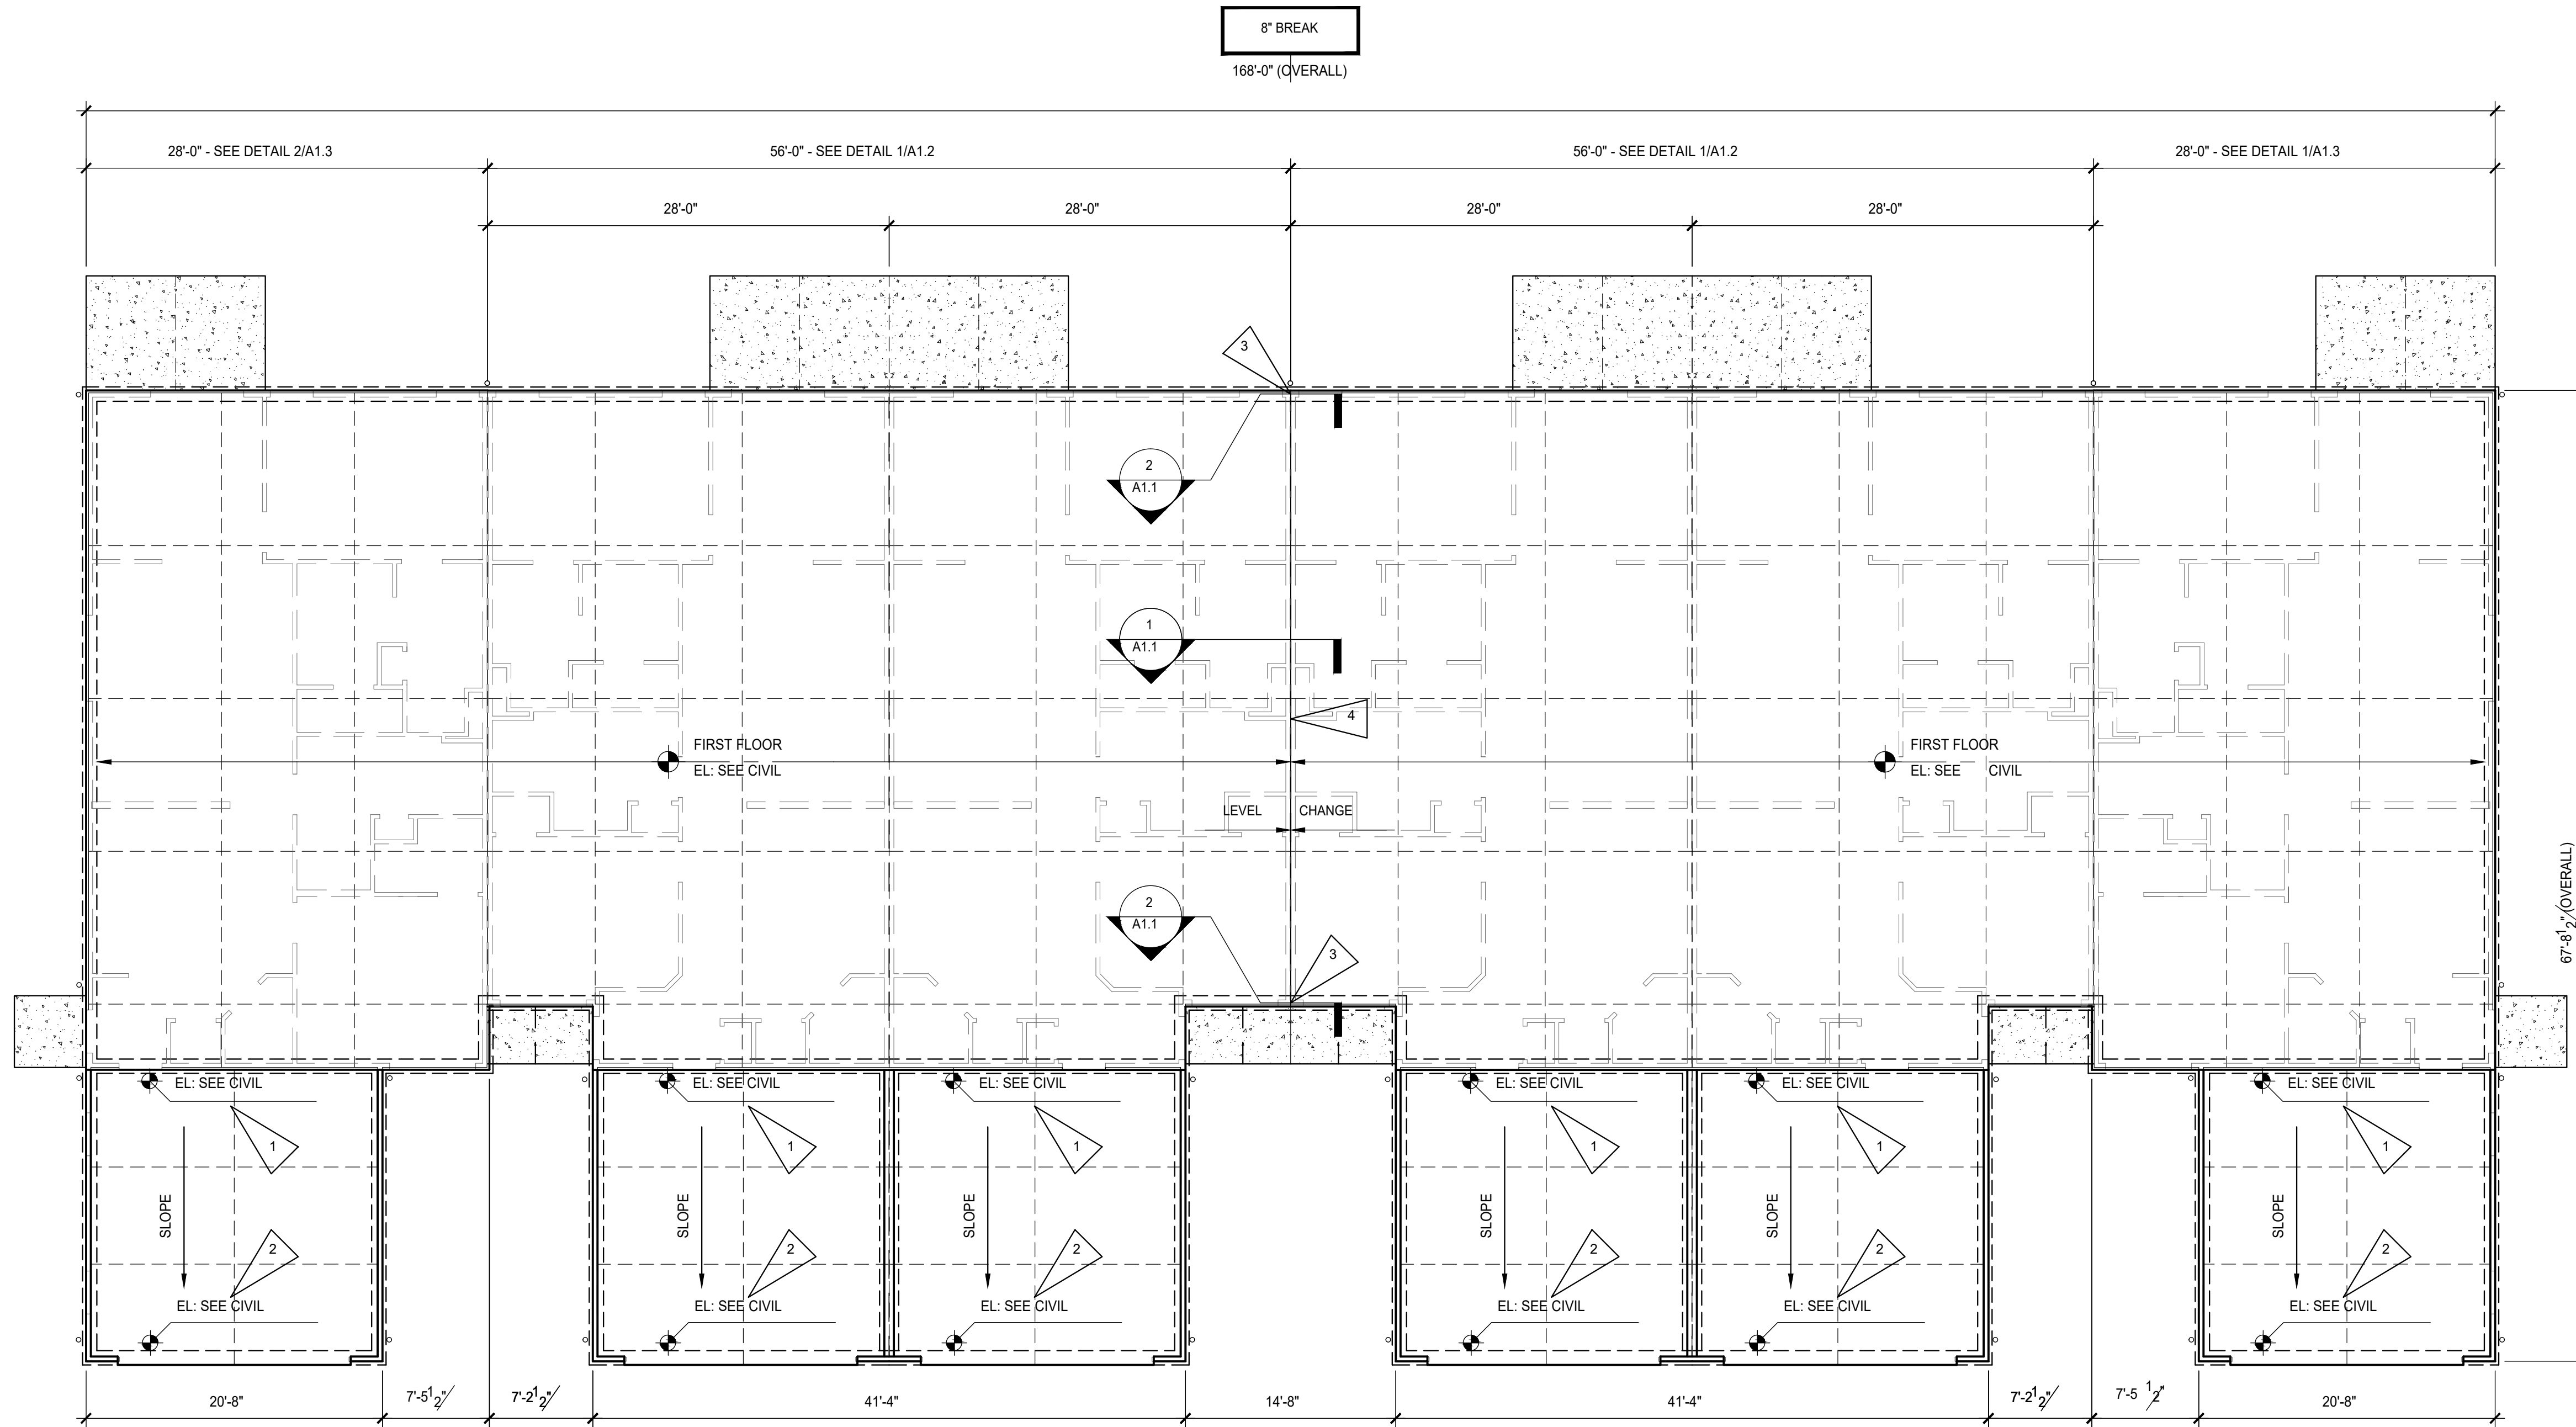 8" BREAK
168'-0" (OVERALL)
28'-0" - SEE DETAIL 2/A1.3
56'-0" - SEE DETAIL 1/A1.2
56'-0" - SEE DETAIL 1/A1.2
28'-0" - SEE DETAIL 1/A1.3
28'-0"
28'-0"
28'-0"
28'-0"
3
2
A1.1
1
A1.1
4
FIRST FLOOR
EL: SEE CIVIL
FIRST FLOOR
EL: SEE CIVIL
LEVEL
CHANGE
67'-8 1/2" (OVERALL)
2
A1.1
3
EL: SEE CIVIL
EL: SEE CIVIL
EL: SEE CIVIL
EL: SEE CIVIL
EL: SEE CIVIL
EL: SEE CIVIL
1
1
1
1
1
1
SLOPE
SLOPE
SLOPE
SLOPE
SLOPE
SLOPE
2
2
2
2
2
2
EL: SEE CIVIL
EL: SEE CIVIL
EL: SEE CIVIL
EL: SEE CIVIL
EL: SEE CIVIL
EL: SEE CIVIL
20'-8"
7'-5 1/2"
7'-2 1/2"
41'-4"
14'-8"
41'-4"
7'-2 1/2"
7'-5 1/2"
20'-8"